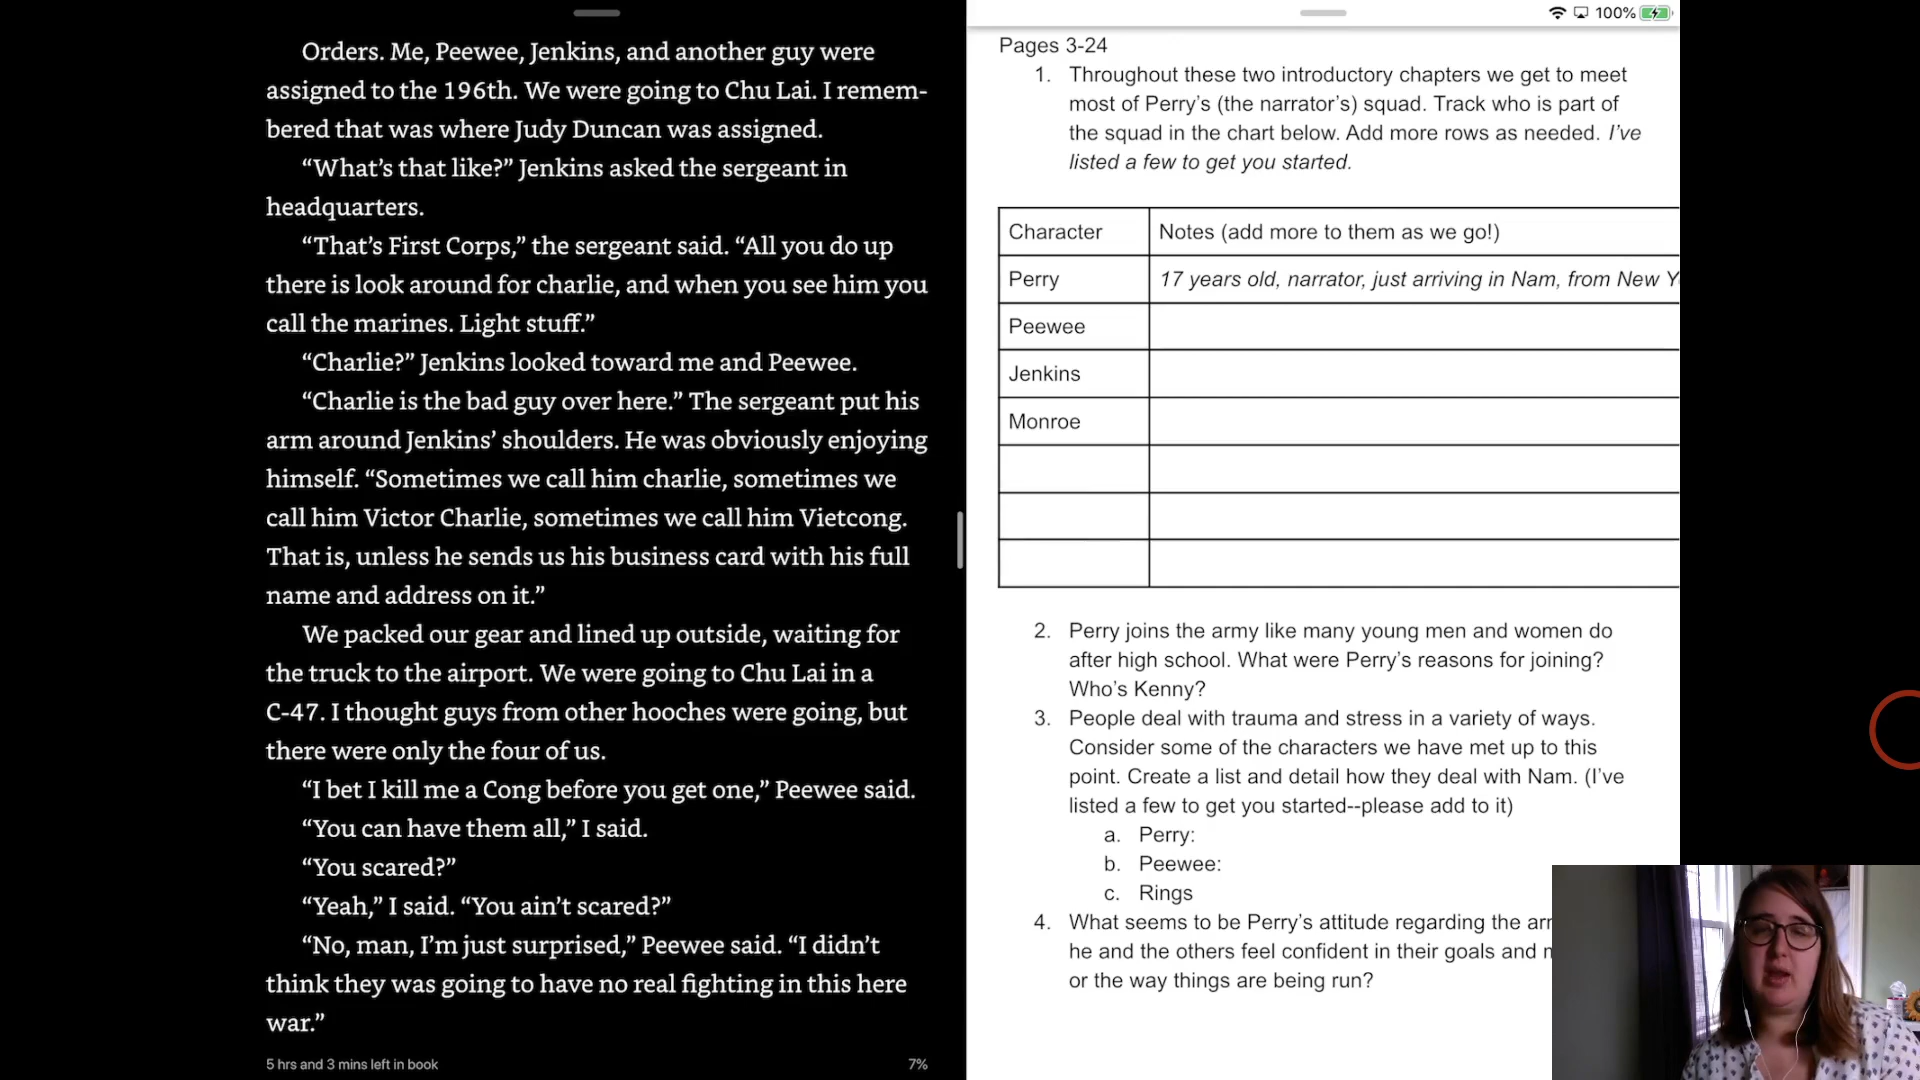 Orders. Me, Peewee, Jenkins, and another guy were
assigned to the 196th. We were going to Chu Lai. I remem-
bered that was where Judy Duncan was assigned.
“What’s that like?” Jenkins asked the sergeant in
headquarters.
“That’s First Corps,” the sergeant said. “All you do up
there is look around for charlie, and when you see him you
call the marines. Light stuff.”
“Charlie?” Jenkins looked toward me and Peewee.
“Charlie is the bad guy over here.” The sergeant put his
arm around Jenkins’ shoulders. He was obviously enjoying
himself. “Sometimes we call him charlie, sometimes we
call him Victor Charlie, sometimes we call him Vietcong.
That is, unless he sends us his business card with his full
name and address on it.”
We packed our gear and lined up outside, waiting for
the truck to the airport. We were going to Chu Lai in a
C-47. I thought guys from other hooches were going, but
there were only the four of us.
“I bet I kill me a Cong before you get one,” Peewee said.
“You can have them all,” I said.
“You scared?”
“Yeah,” I said. “You ain’t scared?”
“No, man, I’m just surprised,” Peewee said. “I didn’t
think they was going to have no real fighting in this here
war.”
5 hrs and 3 mins left in book
7%
100%
Pages 3-24
1. Throughout these two introductory chapters we get to meet
most of Perry’s (the narrator’s) squad. Track who is part of
the squad in the chart below. Add more rows as needed. I’ve
listed a few to get you started.
Character Notes (add more to them as we go!)
Perry 17 years old, narrator, just arriving in Nam, from New Y
Peewee
Jenkins
Monroe
2. Perry joins the army like many young men and women do
after high school. What were Perry’s reasons for joining?
Who’s Kenny?
3. People deal with trauma and stress in a variety of ways.
Consider some of the characters we have met up to this
point. Create a list and detail how they deal with Nam. (I’ve
listed a few to get you started--please add to it)
a. Perry:
b. Peewee:
c. Rings
4. What seems to be Perry’s attitude regarding the
he and the others feel confident in their goals and
or the way things are being run?